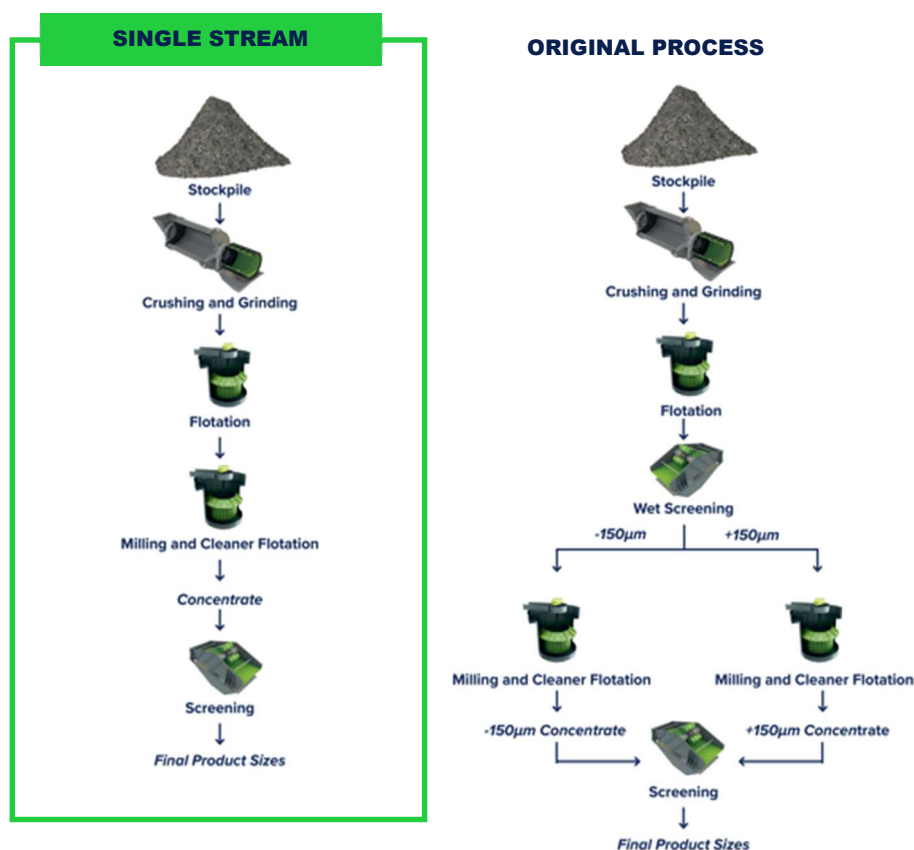 SINGLE STREAM
Stockpile
Crushing and Grinding
Flotation
Milling and Cleaner Flotation
Concentrate
Screening
Final Product Sizes
ORIGINAL PROCESS
Stockpile
Crushing and Grinding
Flotation
Wet Screening
-150μm +150μm
Milling and Cleaner Flotation Milling and Cleaner Flotation
-150μm Concentrate +150μm Concentrate
Screening
Final Product Sizes